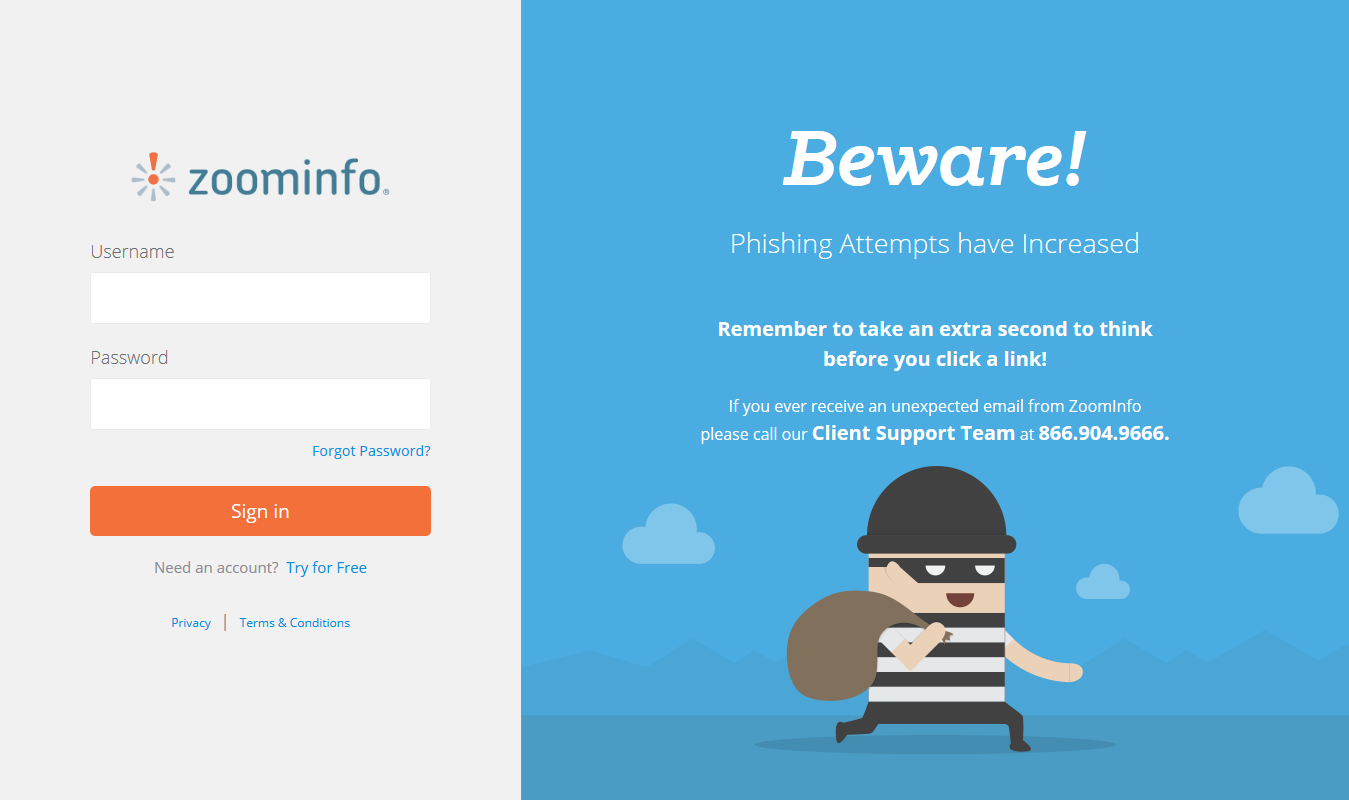 zoominfo®
Username
Password
Forgot Password?
Sign in
Need an account? Try for Free
Privacy | Terms & Conditions
Beware!
Phishing Attempts have Increased
Remember to take an extra second to think
before you click a link!
If you ever receive an unexpected email from ZoomInfo
please call our Client Support Team at 866.904.9666.